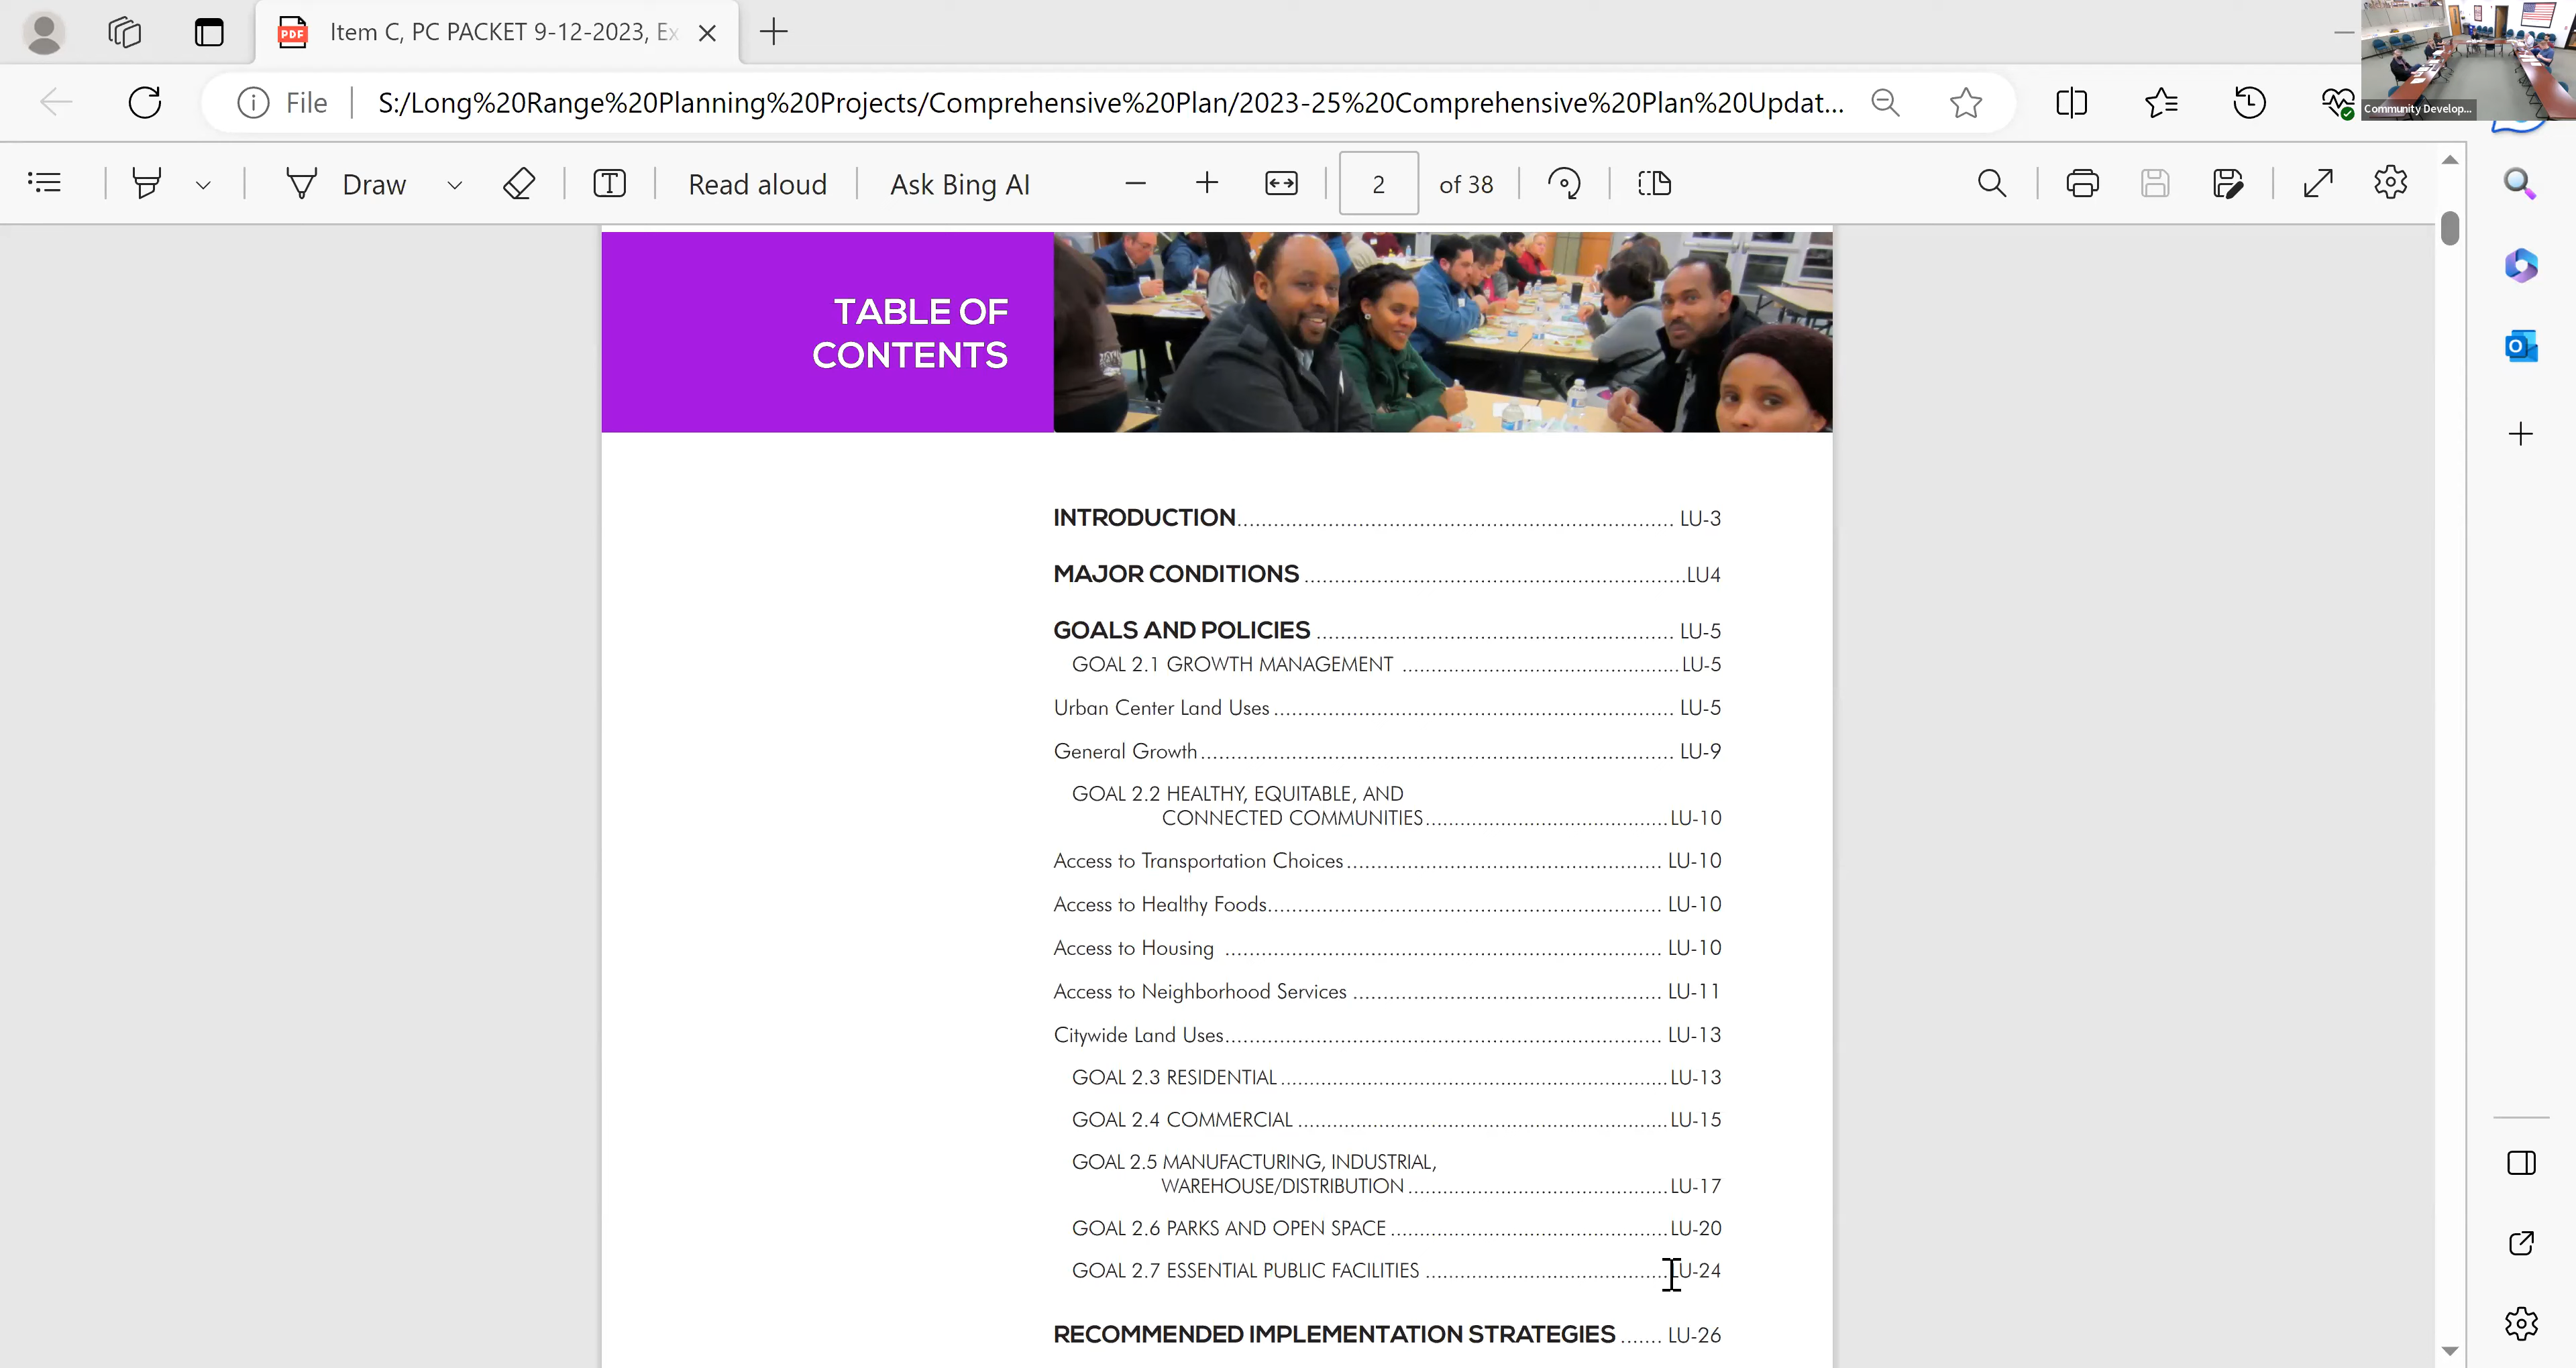 Item C, PC PACKET 9-12-2023, Ex
File
S:/Long%20Range%20Planning%20Projects/Comprehensive%20Plan/2023-25%20Comprehensive%20Plan%20Updat...
Community Develop...
Draw
Read aloud
Ask Bing AI
2 of 38
TABLE OF
CONTENTS
INTRODUCTION.......................................................................... LU-3
MAJOR CONDITIONS ................................................................LU4
GOALS AND POLICIES ............................................................. LU-5
GOAL 2.1 GROWTH MANAGEMENT ...............................................LU-5
Urban Center Land Uses.................................................................... LU-5
General Growth................................................................................ LU-9
GOAL 2.2 HEALTHY, EQUITABLE, AND
CONNECTED COMMUNITIES.........................................LU-10
Access to Transportation Choices..................................................... LU-10
Access to Healthy Foods.................................................................. LU-10
Access to Housing .......................................................................... LU-10
Access to Neighborhood Services .................................................... LU-11
Citywide Land Uses.......................................................................... LU-13
GOAL 2.3 RESIDENTIAL..................................................................LU-13
GOAL 2.4 COMMERCIAL ...............................................................LU-15
GOAL 2.5 MANUFACTURING, INDUSTRIAL,
WAREHOUSE/DISTRIBUTION............................................LU-17
GOAL 2.6 PARKS AND OPEN SPACE ...............................................LU-20
GOAL 2.7 ESSENTIAL PUBLIC FACILITIES .........................................LU-24
RECOMMENDED IMPLEMENTATION STRATEGIES ....... LU-26